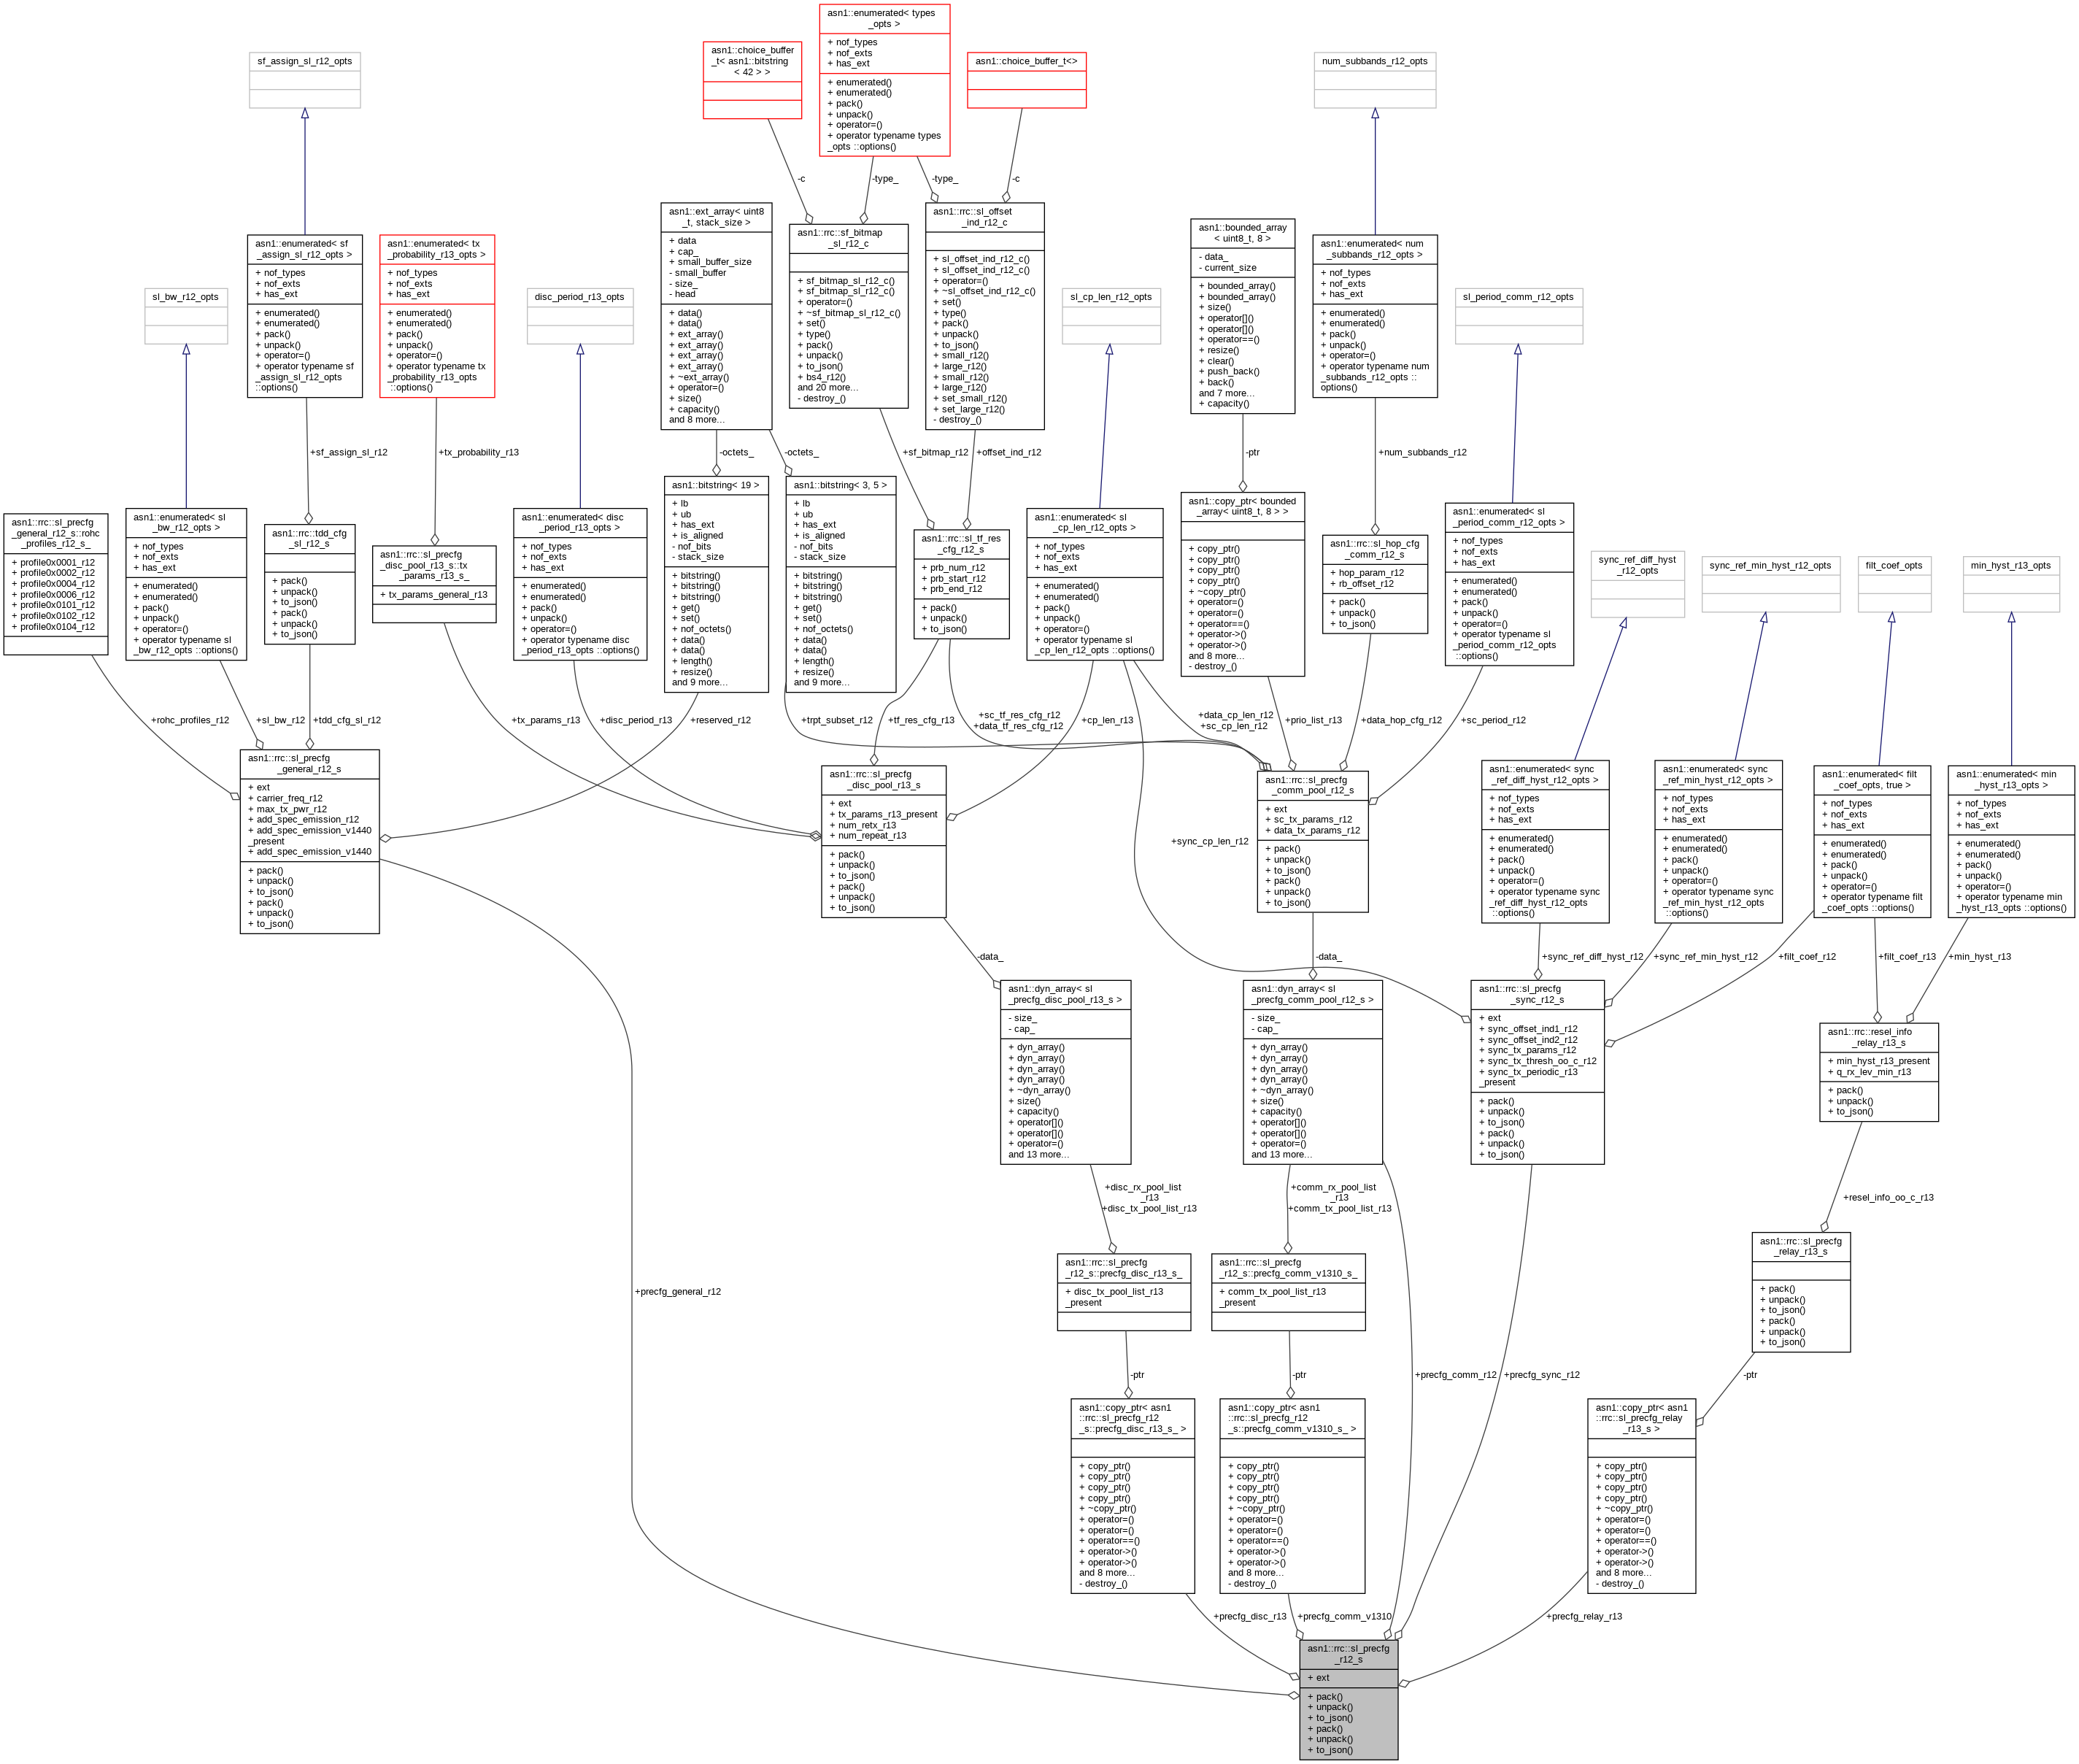 asn1::enumerated< types
_opts >
+ nof_types
+ nof_exts
+ has_ext
+ enumerated()
+ enumerated()
+ pack()
+ unpack()
+ operator=()
+ operator typename types
_opts ::options()
asn1::choice_buffer
_t< asn1::bitstring
< 42 > >
asn1::choice_buffer_t<>
sf_assign_sl_r12_opts
num_subbands_r12_opts
-c
-type_
-type_
-c
asn1::enumerated< sf
_assign_sl_r12_opts >
+ nof_types
+ nof_exts
+ has_ext
+ enumerated()
+ enumerated()
+ pack()
+ unpack()
+ operator=()
+ operator typename sf
_assign_sl_r12_opts
::options()
asn1::enumerated< tx
_probability_r13_opts >
+ nof_types
+ nof_exts
+ has_ext
+ enumerated()
+ enumerated()
+ pack()
+ unpack()
+ operator=()
+ operator typename tx
_probability_r13_opts
::options()
asn1::ext_array< uint8
_t, stack_size >
+ data
+ cap_
+ small_buffer_size
- small_buffer
- size_
- head
+ data()
+ data()
+ ext_array()
+ ext_array()
+ ext_array()
+ ext_array()
+ ~ext_array()
+ operator=()
+ size()
+ capacity()
and 8 more...
asn1::rrc::sf_bitmap
_sl_r12_c
+ sf_bitmap_sl_r12_c()
+ sf_bitmap_sl_r12_c()
+ operator=()
+ ~sf_bitmap_sl_r12_c()
+ set()
+ type()
+ pack()
+ unpack()
+ to_json()
+ bs4_r12()
and 20 more...
- destroy_()
asn1::rrc::sl_offset
_ind_r12_c
+ sl_offset_ind_r12_c()
+ sl_offset_ind_r12_c()
+ operator=()
+ ~sl_offset_ind_r12_c()
+ set()
+ type()
+ pack()
+ unpack()
+ to_json()
+ small_r12()
+ large_r12()
+ small_r12()
+ large_r12()
+ set_small_r12()
+ set_large_r12()
- destroy_()
asn1::bounded_array
< uint8_t, 8 >
- data_
- current_size
+ bounded_array()
+ bounded_array()
+ size()
+ operator[]()
+ operator[]()
+ operator==()
+ resize()
+ clear()
+ push_back()
+ back()
and 7 more...
+ capacity()
asn1::enumerated< num
_subbands_r12_opts >
+ nof_types
+ nof_exts
+ has_ext
+ enumerated()
+ enumerated()
+ pack()
+ unpack()
+ operator=()
+ operator typename num
_subbands_r12_opts ::
options()
sl_bw_r12_opts
disc_period_r13_opts
sl_cp_len_r12_opts
sl_period_comm_r12_opts
+sf_assign_sl_r12
+tx_probability_r13
-octets_
-octets_
+sf_bitmap_r12
+offset_ind_r12
-ptr
+num_subbands_r12
asn1::rrc::sl_precfg
_general_r12_s::rohc
_profiles_r12_s_
+ profile0x0001_r12
+ profile0x0002_r12
+ profile0x0004_r12
+ profile0x0006_r12
+ profile0x0101_r12
+ profile0x0102_r12
+ profile0x0104_r12
asn1::enumerated< sl
_bw_r12_opts >
+ nof_types
+ nof_exts
+ has_ext
+ enumerated()
+ enumerated()
+ pack()
+ unpack()
+ operator=()
+ operator typename sl
_bw_r12_opts ::options()
asn1::rrc::tdd_cfg
_sl_r12_s
+ pack()
+ unpack()
+ to_json()
+ pack()
+ unpack()
+ to_json()
asn1::rrc::sl_precfg
_disc_pool_r13_s::tx
_params_r13_s_
+ tx_params_general_r13
asn1::enumerated< disc
_period_r13_opts >
+ nof_types
+ nof_exts
+ has_ext
+ enumerated()
+ enumerated()
+ pack()
+ unpack()
+ operator=()
+ operator typename disc
_period_r13_opts ::options()
asn1::bitstring< 19 >
+ lb
+ ub
+ has_ext
+ is_aligned
- nof_bits
- stack_size
+ bitstring()
+ bitstring()
+ bitstring()
+ get()
+ set()
+ nof_octets()
+ data()
+ data()
+ length()
+ resize()
and 9 more...
asn1::bitstring< 3, 5 >
+ lb
+ ub
+ has_ext
+ is_aligned
- nof_bits
- stack_size
+ bitstring()
+ bitstring()
+ bitstring()
+ get()
+ set()
+ nof_octets()
+ data()
+ data()
+ length()
+ resize()
and 9 more...
asn1::rrc::sl_tf_res
_cfg_r12_s
+ prb_num_r12
+ prb_start_r12
+ prb_end_r12
+ pack()
+ unpack()
+ to_json()
asn1::enumerated< sl
_cp_len_r12_opts >
+ nof_types
+ nof_exts
+ has_ext
+ enumerated()
+ enumerated()
+ pack()
+ unpack()
+ operator=()
+ operator typename sl
_cp_len_r12_opts ::options()
asn1::copy_ptr< bounded
_array< uint8_t, 8 > >
+ copy_ptr()
+ copy_ptr()
+ copy_ptr()
+ copy_ptr()
+ ~copy_ptr()
+ operator=()
+ operator=()
+ operator==()
+ operator->()
+ operator->()
and 8 more...
- destroy_()
asn1::rrc::sl_hop_cfg
_comm_r12_s
+ hop_param_r12
+ rb_offset_r12
+ pack()
+ unpack()
+ to_json()
asn1::enumerated< sl
_period_comm_r12_opts >
+ nof_types
+ nof_exts
+ has_ext
+ enumerated()
+ enumerated()
+ pack()
+ unpack()
+ operator=()
+ operator typename sl
_period_comm_r12_opts
::options()
sync_ref_diff_hyst
_r12_opts
sync_ref_min_hyst_r12_opts
filt_coef_opts
min_hyst_r13_opts
+rohc_profiles_r12
+sl_bw_r12
+tdd_cfg_sl_r12
+tx_params_r13
+disc_period_r13
+reserved_r12
+trpt_subset_r12
+tf_res_cfg_r13
+sc_tf_res_cfg_r12
+data_tf_res_cfg_r12
+cp_len_r13
+data_cp_len_r12
+sc_cp_len_r12
+prio_list_r13
+data_hop_cfg_r12
+sc_period_r12
asn1::rrc::sl_precfg
_general_r12_s
+ ext
+ carrier_freq_r12
+ max_tx_pwr_r12
+ add_spec_emission_r12
+ add_spec_emission_v1440
_present
+ add_spec_emission_v1440
+ pack()
+ unpack()
+ to_json()
+ pack()
+ unpack()
+ to_json()
asn1::rrc::sl_precfg
_disc_pool_r13_s
+ ext
+ tx_params_r13_present
+ num_retx_r13
+ num_repeat_r13
+ pack()
+ unpack()
+ to_json()
+ pack()
+ unpack()
+ to_json()
+sync_cp_len_r12
asn1::rrc::sl_precfg
_comm_pool_r12_s
+ ext
+ sc_tx_params_r12
+ data_tx_params_r12
+ pack()
+ unpack()
+ to_json()
+ pack()
+ unpack()
+ to_json()
asn1::enumerated< sync
_ref_diff_hyst_r12_opts >
+ nof_types
+ nof_exts
+ has_ext
+ enumerated()
+ enumerated()
+ pack()
+ unpack()
+ operator=()
+ operator typename sync
_ref_diff_hyst_r12_opts
::options()
asn1::enumerated< sync
_ref_min_hyst_r12_opts >
+ nof_types
+ nof_exts
+ has_ext
+ enumerated()
+ enumerated()
+ pack()
+ unpack()
+ operator=()
+ operator typename sync
_ref_min_hyst_r12_opts
::options()
asn1::enumerated< filt
_coef_opts, true >
+ nof_types
+ nof_exts
+ has_ext
+ enumerated()
+ enumerated()
+ pack()
+ unpack()
+ operator=()
+ operator typename filt
_coef_opts ::options()
asn1::enumerated< min
_hyst_r13_opts >
+ nof_types
+ nof_exts
+ has_ext
+ enumerated()
+ enumerated()
+ pack()
+ unpack()
+ operator=()
+ operator typename min
_hyst_r13_opts ::options()
-data_
-data_
+sync_ref_diff_hyst_r12
+sync_ref_min_hyst_r12
+filt_coef_r12
+filt_coef_r13
+min_hyst_r13
asn1::dyn_array< sl
_precfg_disc_pool_r13_s >
- size_
- cap_
+ dyn_array()
+ dyn_array()
+ dyn_array()
+ dyn_array()
+ ~dyn_array()
+ size()
+ capacity()
+ operator[]()
+ operator[]()
+ operator=()
and 13 more...
asn1::dyn_array< sl
_precfg_comm_pool_r12_s >
- size_
- cap_
+ dyn_array()
+ dyn_array()
+ dyn_array()
+ dyn_array()
+ ~dyn_array()
+ size()
+ capacity()
+ operator[]()
+ operator[]()
+ operator=()
and 13 more...
asn1::rrc::sl_precfg
_sync_r12_s
+ ext
+ sync_offset_ind1_r12
+ sync_offset_ind2_r12
+ sync_tx_params_r12
+ sync_tx_thresh_oo_c_r12
+ sync_tx_periodic_r13
_present
+ pack()
+ unpack()
+ to_json()
+ pack()
+ unpack()
+ to_json()
asn1::rrc::resel_info
_relay_r13_s
+ min_hyst_r13_present
+ q_rx_lev_min_r13
+ pack()
+ unpack()
+ to_json()
+disc_rx_pool_list
_r13
+disc_tx_pool_list_r13
+comm_rx_pool_list
_r13
+comm_tx_pool_list_r13
+resel_info_oo_c_r13
asn1::rrc::sl_precfg
_r12_s::precfg_disc_r13_s_
+ disc_tx_pool_list_r13
_present
asn1::rrc::sl_precfg
_r12_s::precfg_comm_v1310_s_
+ comm_tx_pool_list_r13
_present
asn1::rrc::sl_precfg
_relay_r13_s
+ pack()
+ unpack()
+ to_json()
+ pack()
+ unpack()
+ to_json()
+precfg_general_r12
-ptr
-ptr
+precfg_comm_r12
+precfg_sync_r12
-ptr
asn1::copy_ptr< asn1
::rrc::sl_precfg_r12
_s::precfg_disc_r13_s_ >
+ copy_ptr()
+ copy_ptr()
+ copy_ptr()
+ copy_ptr()
+ ~copy_ptr()
+ operator=()
+ operator=()
+ operator==()
+ operator->()
+ operator->()
and 8 more...
- destroy_()
asn1::copy_ptr< asn1
::rrc::sl_precfg_r12
_s::precfg_comm_v1310_s_ >
+ copy_ptr()
+ copy_ptr()
+ copy_ptr()
+ copy_ptr()
+ ~copy_ptr()
+ operator=()
+ operator=()
+ operator==()
+ operator->()
+ operator->()
and 8 more...
- destroy_()
asn1::copy_ptr< asn1
::rrc::sl_precfg_relay
_r13_s >
+ copy_ptr()
+ copy_ptr()
+ copy_ptr()
+ copy_ptr()
+ ~copy_ptr()
+ operator=()
+ operator=()
+ operator==()
+ operator->()
+ operator->()
and 8 more...
- destroy_()
+precfg_disc_r13
+precfg_comm_v1310
+precfg_relay_r13
asn1::rrc::sl_precfg
_r12_s
+ ext
+ pack()
+ unpack()
+ to_json()
+ pack()
+ unpack()
+ to_json()